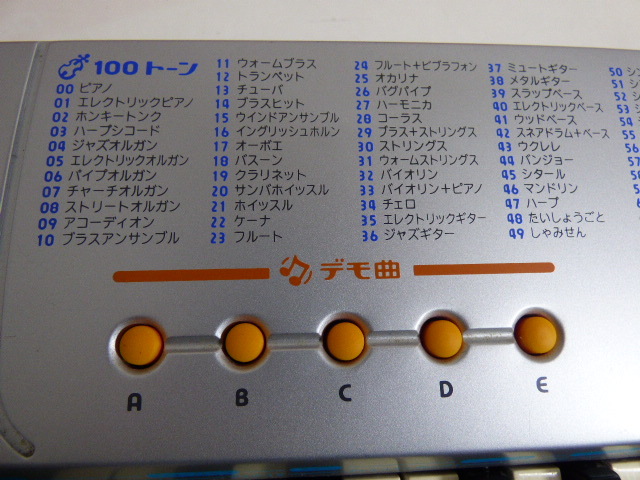 100 トーン
00 ピアノ
01 エレクトリックピアノ
02 ホンキートンク
03 ハープシコード
04 ジャズオルガン
05 エレクトリックオルガン
06 パイプオルガン
07 チャーチオルガン
08 ストリートオルガン
09 アコーディオン
10 ブラスアンサンブル
11 ウォームブラス
12 トランペット
13 チューバ
14 ブラスヒット
15 ウインドアンサンブル
16 イングリッシュホルン
17 オーボエ
18 バスーン
19 クラリネット
20 サンバホイッスル
21 ホイッスル
22 ケーナ
23 フルート
24 フルート+ビブラフォン
25 オカリナ
26 バグパイプ
27 ハーモニカ
28 コーラス
29 ブラス+ストリングス
30 ストリングス
31 ウォームストリングス
32 バイオリン
33 バイオリン+ピアノ
34 チェロ
35 エレクトリックギター
36 ジャズギター
37 ミュートギター
38 メタルギター
39 スラップベース
40 エレクトリックベース
41 ウッドベース
42 スネアドラム+ベース
43 ウクレレ
44 バンジョー
45 シタール
46 マンドリン
47 ハープ
48 たいしょうごと
49 しゃみせん
50
51
52
53
54
55
56
デモ曲
A B C D E